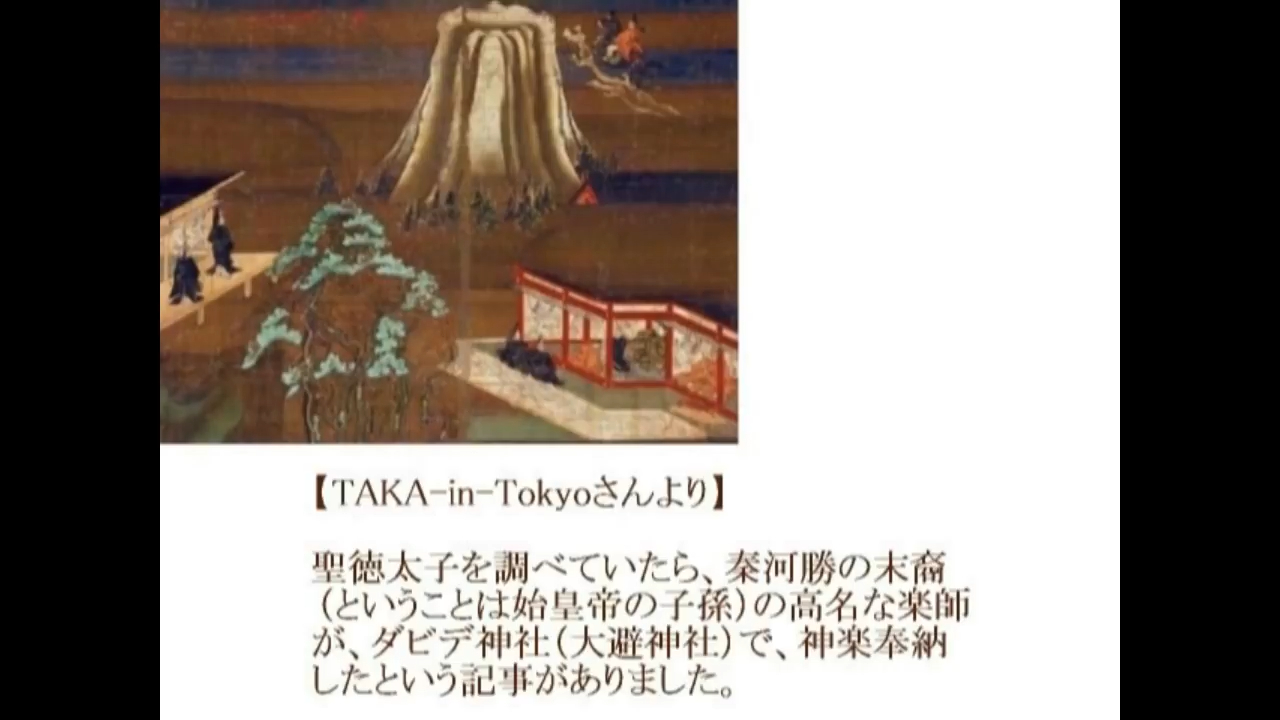 【TAKA-in-Tokyoさんより】
聖徳太子を調べていたら、秦河勝の末裔
（ということは始皇帝の子孫）の高名な楽師
が、ダビデ神社（大避神社）で、神楽奉納
したという記事がありました。